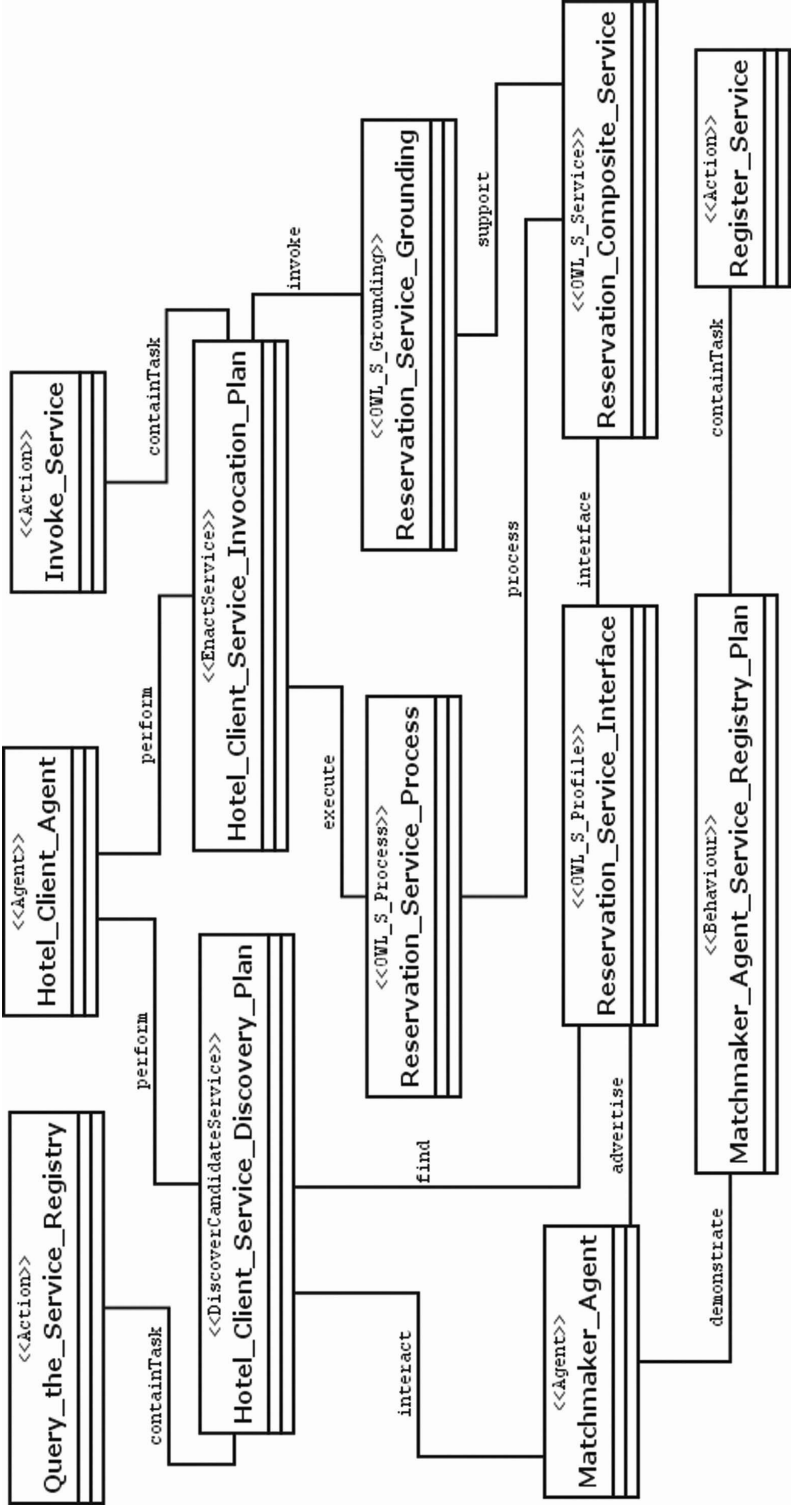 <<Action>>
Query_the_Service_Registry
<<Agent>>
Hotel_Client_Agent
<<Action>>
Invoke_Service
containTask
perform
perform
containTask
<<DiscoverCandidateService>>
Hotel_Client_Service_Discovery_Plan
<<EnactService>>
Hotel_Client_Service_Invocation_Plan
invoke
execute
<<OWL_S_Process>>
Reservation_Service_Process
<<OWL_S_Grounding>>
Reservation_Service_Grounding
interact
find
process
support
<<Agent>>
Matchmaker_Agent
advertise
<<OWL_S_Profile>>
Reservation_Service_Interface
interface
<<OWL_S_Service>>
Reservation_Composite_Service
demonstrate
<<Behaviour>>
Matchmaker_Agent_Service_Registry_Plan
containTask
<<Action>>
Register_Service